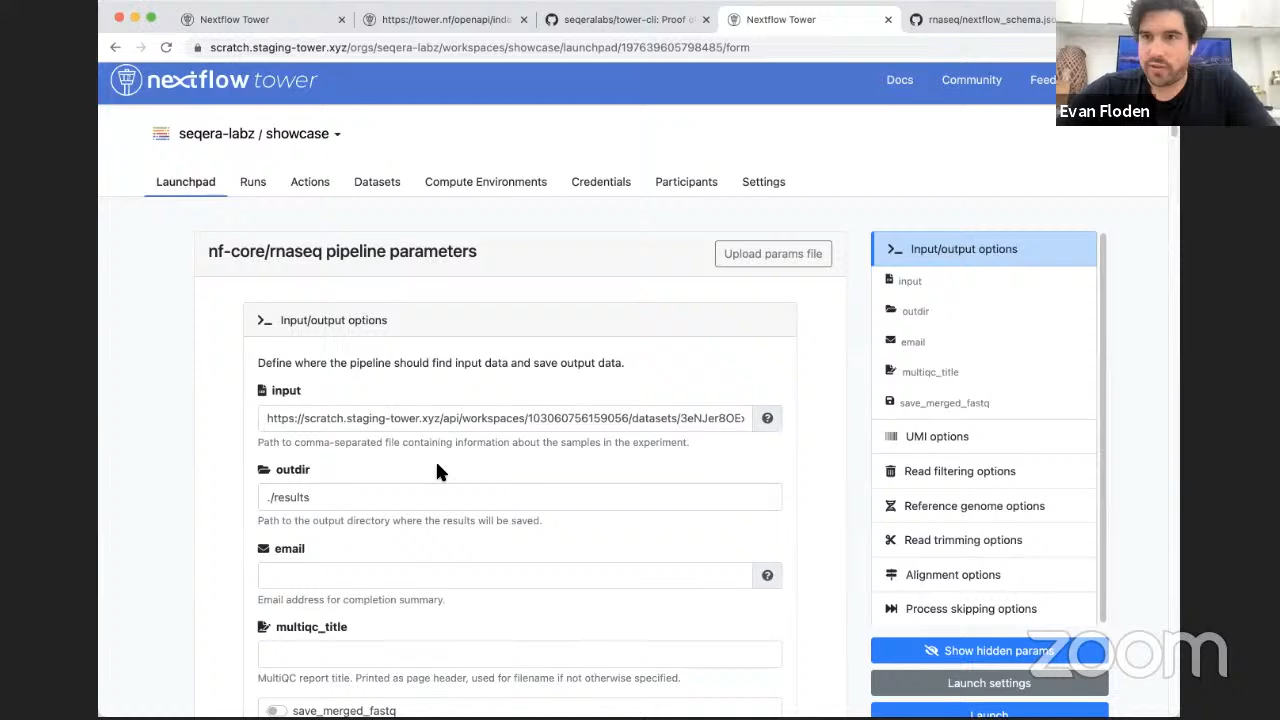 Nextflow Tower
https://tower.nf/openapi/inda
seqeralabs/tower-cli: Proof o
Nextflow Tower
rnaseq/nextflow_schema.jso
scratch.staging-tower.xyz/orgs/seqera-labz/workspaces/showcase/launchpad/197639605798485/form
nextflow tower
Docs
Community
Feed
Evan Floden
seqera-labz / showcase
Launchpad
Runs
Actions
Datasets
Compute Environments
Credentials
Participants
Settings
nf-core/rnaseq pipeline parameters
Upload params file
Input/output options
Define where the pipeline should find input data and save output data.
input
https://scratch.staging-tower.xyz/api/workspaces/103060756159056/datasets/3eNJer8OEx
Path to comma-separated file containing information about the samples in the experiment.
outdir
./results
Path to the output directory where the results will be saved.
email
Email address for completion summary.
multiqc_title
MultiQC report title. Printed as page header, used for filename if not otherwise specified.
save_merged_fastq
Input/output options
input
outdir
email
multiqc_title
save_merged_fastq
UMI options
Read filtering options
Reference genome options
Read trimming options
Alignment options
Process skipping options
Show hidden params
Launch settings
Launch
zoom